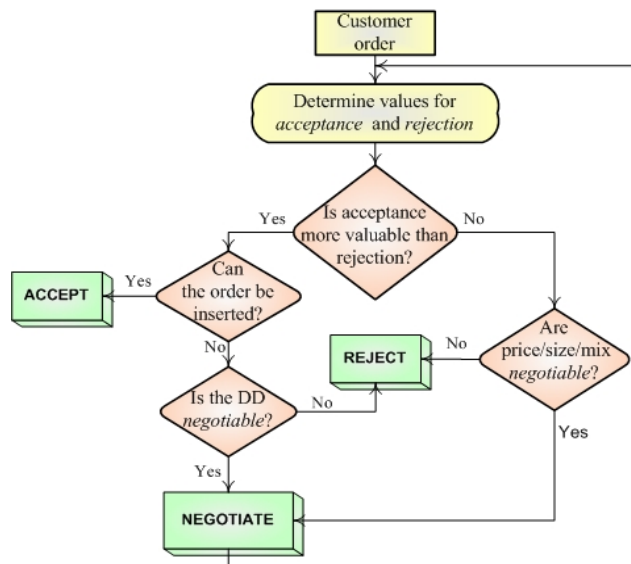 Customer
order
Determine values for
acceptance and rejection
Is acceptance
more valuable than
rejection?
Yes
No
Can
the order be
inserted?
Yes
ACCEPT
No
Are
price/size/mix
negotiable?
No
REJECT
Is the DD
negotiable?
No
Yes
Yes
NEGOTIATE